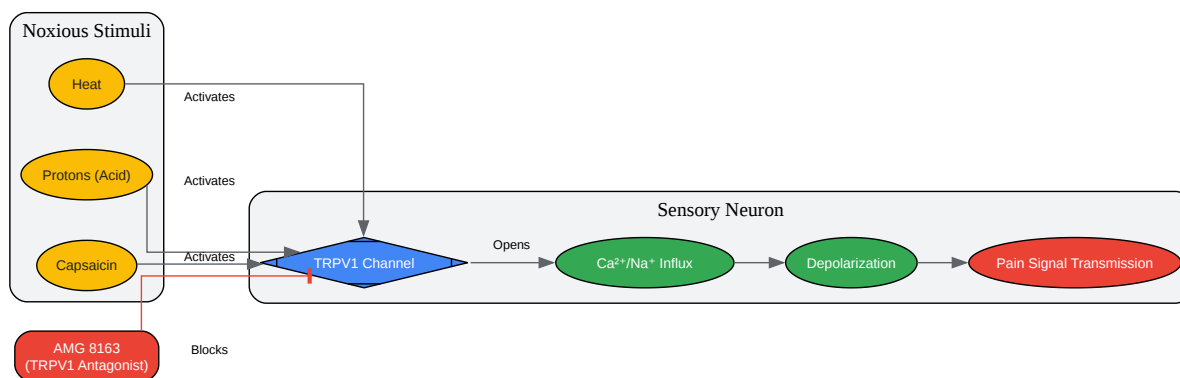 Noxious Stimuli
Heat
Activates
Protons (Acid)
Activates
Capsaicin
Activates
AMG 8163
(TRPV1 Antagonist)
Blocks
Sensory Neuron
TRPV1 Channel
Opens
Ca²⁺/Na⁺ Influx
Depolarization
Pain Signal Transmission